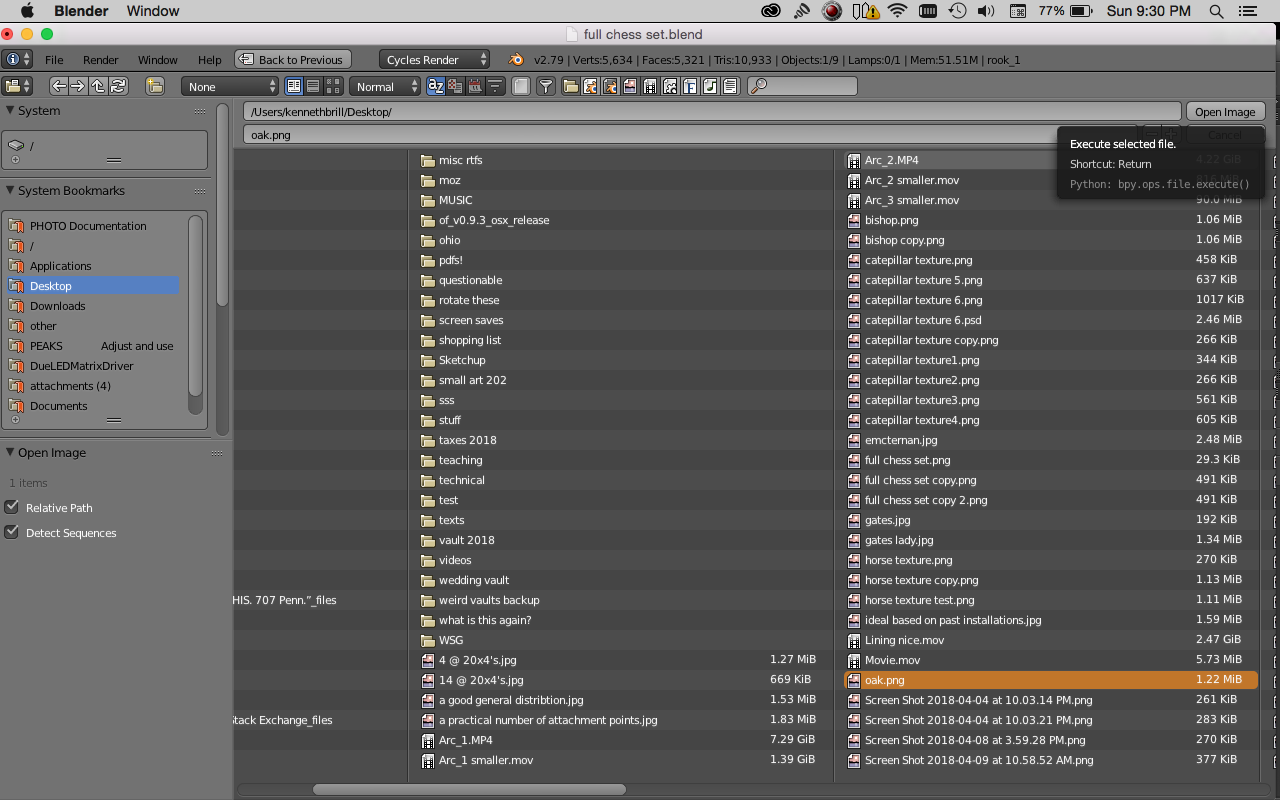 Blender Window 77% Sun 9:30 PM
full chess set.blend
File Render Window Help Back to Previous Cycles Render v2.79 | Verts:5,634 | Faces:5,321 | Tris:10,933 | Objects:1/9 | Lamps:0/1 | Mem:51.51M | rook_1
None Normal
System
/
System Bookmarks
PHOTO Documentation
/
Applications
Desktop
Downloads
other
PEAKS Adjust and use
DueLEDMatrixDriver
attachments (4)
Documents
Open Image
1 items
Relative Path
Detect Sequences
/Users/kennethbrill/Desktop/ Open Image
oak.png Cancel
Execute selected file.
Shortcut: Return
Python: bpy.ops.file.execute()
HIS. 707 Penn."_files
Stack Exchange_files
misc rtfs
moz
MUSIC
of_v0.9.3_osx_release
ohio
pdfs!
questionable
rotate these
screen saves
shopping list
Sketchup
small art 202
sss
stuff
taxes 2018
teaching
technical
test
texts
vault 2018
videos
wedding vault
weird vaults backup
what is this again?
WSG
4 @ 20x4's.jpg 1.27 MiB
14 @ 20x4's.jpg 669 KiB
a good general distribtion.jpg 1.53 MiB
a practical number of attachment points.jpg 1.83 MiB
Arc_1.MP4 7.29 GiB
Arc_1 smaller.mov 1.39 GiB
Arc_2.MP4 4.22 GiB
Arc_2 smaller.mov
Arc_3 smaller.mov 90.0 MiB
bishop.png 1.06 MiB
bishop copy.png 1.06 MiB
catepillar texture.png 458 KiB
catepillar texture 5.png 637 KiB
catepillar texture 6.png 1017 KiB
catepillar texture 6.psd 2.46 MiB
catepillar texture copy.png 266 KiB
catepillar texture1.png 344 KiB
catepillar texture2.png 266 KiB
catepillar texture3.png 561 KiB
catepillar texture4.png 605 KiB
emcternan.jpg 2.48 MiB
full chess set.png 29.3 KiB
full chess set copy.png 491 KiB
full chess set copy 2.png 491 KiB
gates.jpg 192 KiB
gates lady.jpg 1.34 MiB
horse texture.png 270 KiB
horse texture copy.png 1.13 MiB
horse texture test.png 1.11 MiB
ideal based on past installations.jpg 1.59 MiB
Lining nice.mov 2.47 GiB
Movie.mov 5.73 MiB
oak.png 1.22 MiB
Screen Shot 2018-04-04 at 10.03.14 PM.png 261 KiB
Screen Shot 2018-04-04 at 10.03.21 PM.png 283 KiB
Screen Shot 2018-04-08 at 3.59.28 PM.png 270 KiB
Screen Shot 2018-04-09 at 10.58.52 AM.png 377 KiB